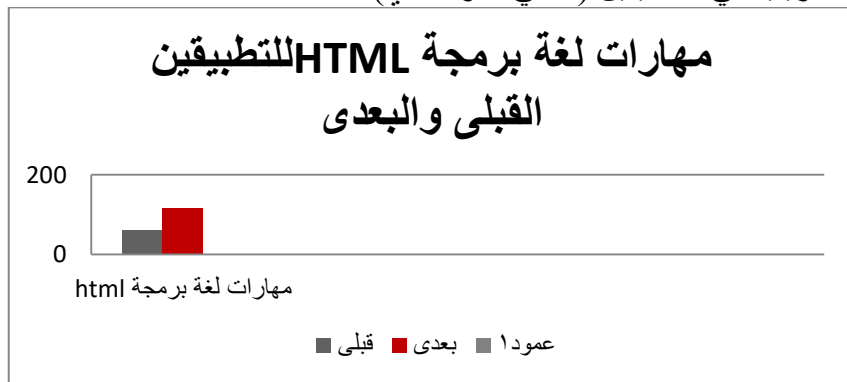 مهارات لغة برمجة HTMLللتطبيقين
القبلى والبعدى
200
0
مهارات لغة برمجة html
قبلى بعدى عمود١